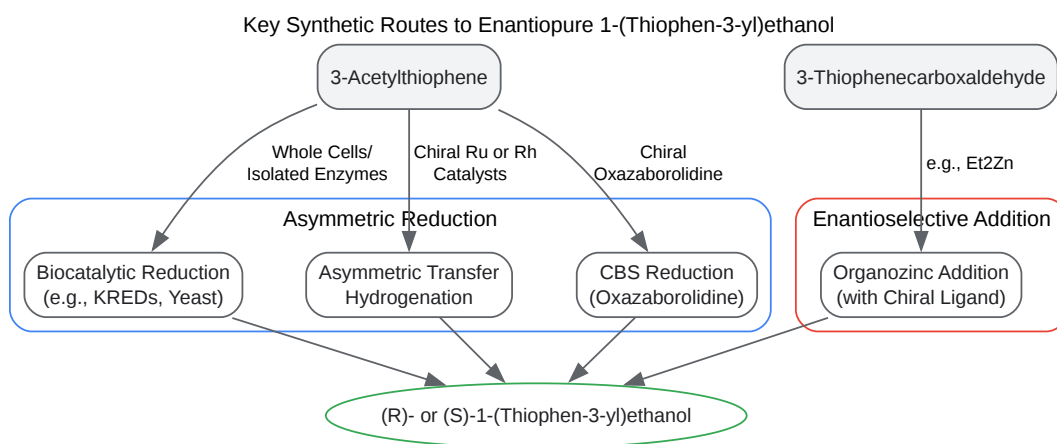 Key Synthetic Routes to Enantiopure 1-(Thiophen-3-yl)ethanol
3-Acetylthiophene
3-Thiophenecarboxaldehyde
Whole Cells/
Isolated Enzymes
Chiral Ru or Rh
Catalysts
Chiral
Oxazaborolidine
e.g., Et2Zn
Asymmetric Reduction
Enantioselective Addition
Biocatalytic Reduction
(e.g., KREDs, Yeast)
Asymmetric Transfer
Hydrogenation
CBS Reduction
(Oxazaborolidine)
Organozinc Addition
(with Chiral Ligand)
(R)- or (S)-1-(Thiophen-3-yl)ethanol